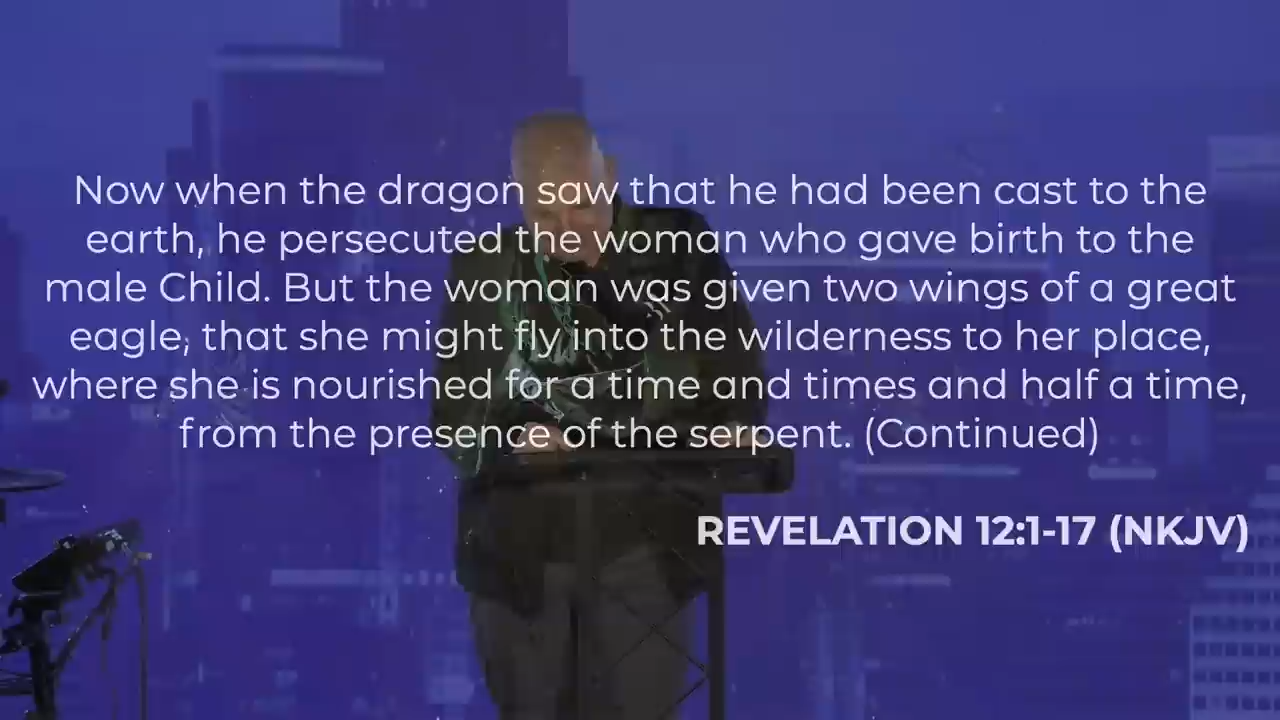 Now when the dragon saw that he had been cast to the
earth, he persecuted the woman who gave birth to the
male Child. But the woman was given two wings of a great
eagle, that she might fly into the wilderness to her place,
where she is nourished for a time and times and half a time,
from the presence of the serpent. (Continued)
REVELATION 12:1-17 (NKJV)